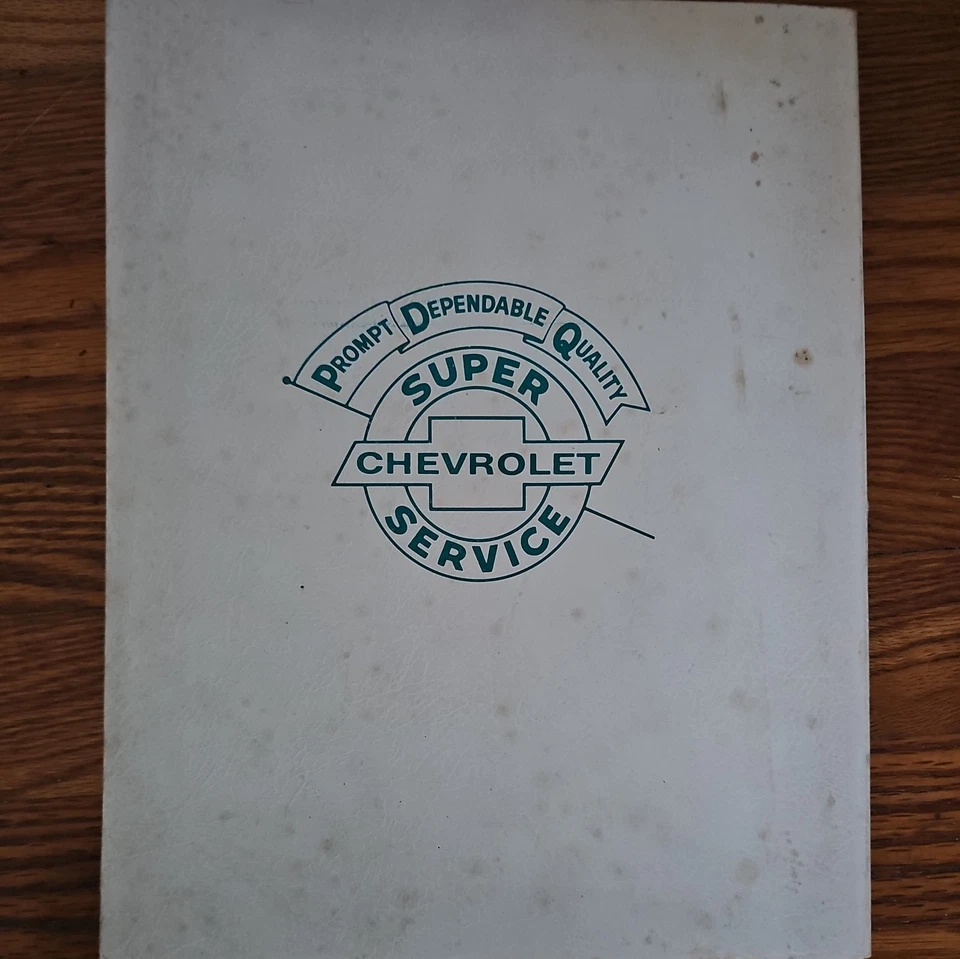 PROMPT DEPENDABLE QUALITY
SUPER
CHEVROLET
SERVICE